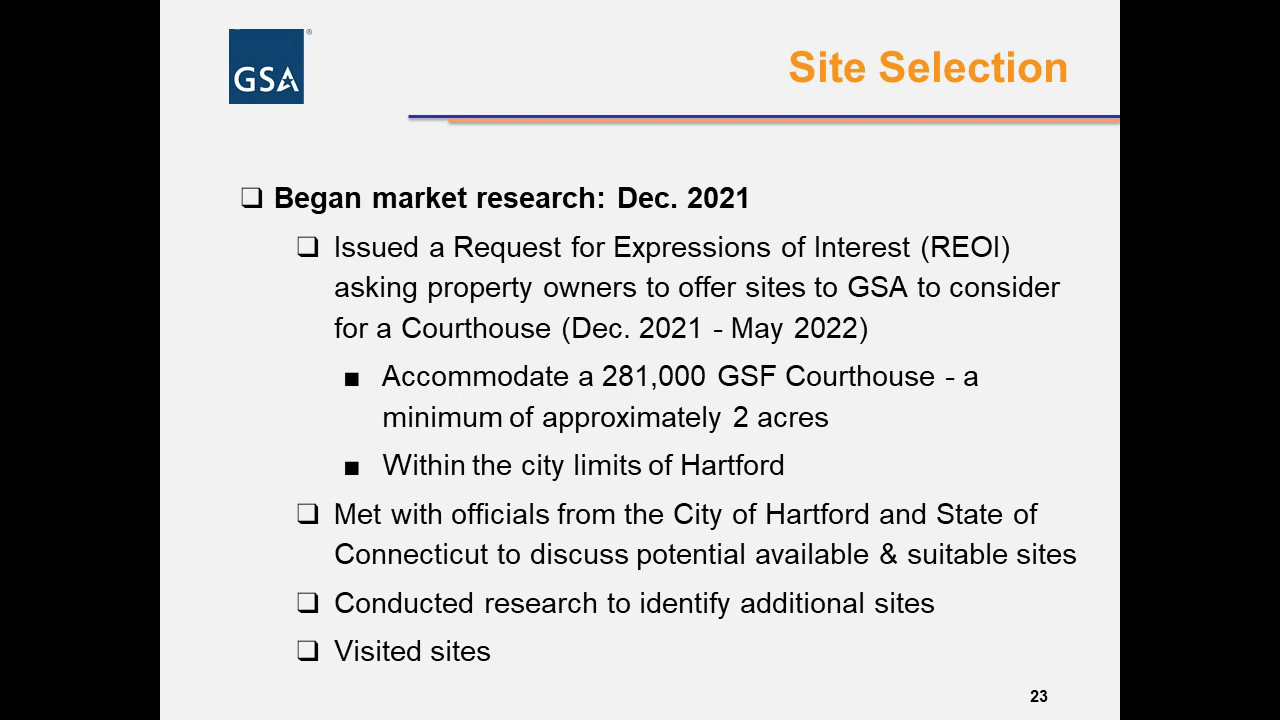 GSA ®
Site Selection
❑ Began market research: Dec. 2021
❑ Issued a Request for Expressions of Interest (REOI)
asking property owners to offer sites to GSA to consider
for a Courthouse (Dec. 2021 - May 2022)
■ Accommodate a 281,000 GSF Courthouse - a
minimum of approximately 2 acres
■ Within the city limits of Hartford
❑ Met with officials from the City of Hartford and State of
Connecticut to discuss potential available & suitable sites
❑ Conducted research to identify additional sites
❑ Visited sites
23